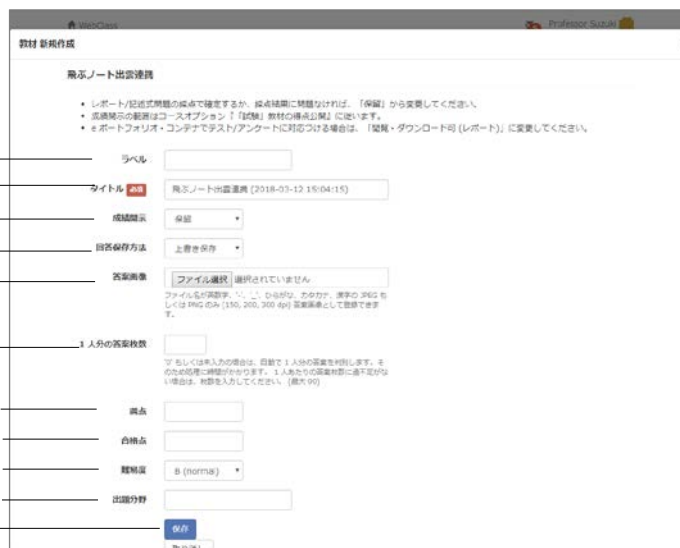 WebClass
Professor Suzuki
教材 新規作成
飛ぶノート出雲連携
• レポート/記述式問題の採点で確定するか、採点結果に問題なければ、「保留」から変更してください。
• 成績開示の範囲はコースオプション『「試験」教材の得点公開』に従います。
• e ポートフォリオ・コンテナでテスト/アンケートに対応づける場合は、「閲覧・ダウンロード可 (レポート)」に変更してください。
ラベル
タイトル 必須 飛ぶノート出雲連携 (2018-03-12 15:04:15)
成績開示 保留
回答保存方法 上書き保存
答案画像 ファイル選択 選択されていません
ファイル名が英数字、'-'、'_'、ひらがな、カタカナ、漢字の JPEG も
しくは PNG のみ (150, 200, 300 dpi) 答案画像として登録できま
す。
1 人分の答案枚数
'0' もしくは未入力の場合は、自動で 1 人分の答案を判別します。そ
のため処理に時間がかかります。 1 人あたりの答案枚数に過不足がな
い場合は、枚数を入力してください。 (最大 99)
満点
合格点
難易度 B (normal)
出題分野
保存